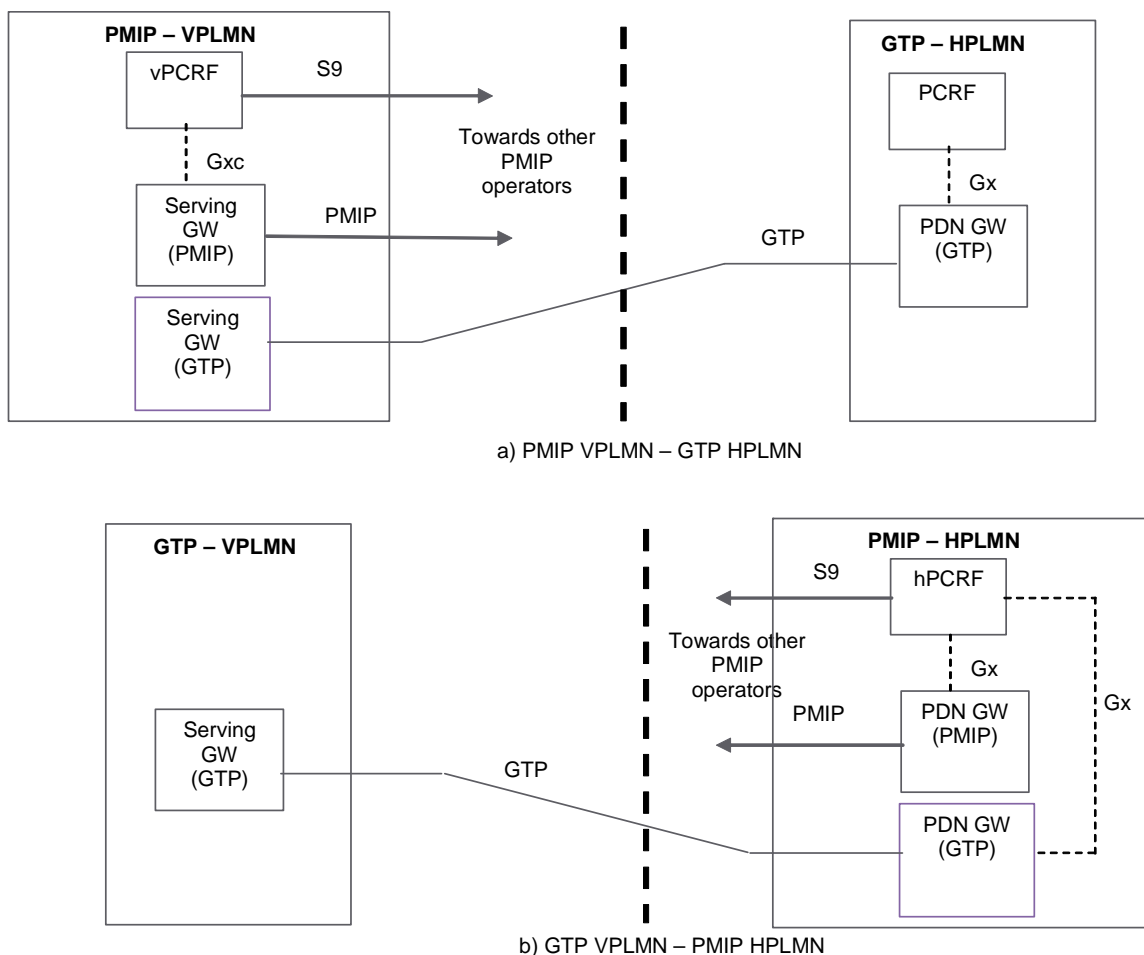 PMIP – VPLMN
vPCRF
S9
Gxc
Towards other
PMIP
operators
Serving
GW
(PMIP)
PMIP
Serving
GW
(GTP)
GTP
GTP – HPLMN
PCRF
Gx
PDN GW
(GTP)
a) PMIP VPLMN – GTP HPLMN
GTP – VPLMN
Serving
GW
(GTP)
GTP
PMIP – HPLMN
S9
hPCRF
Towards other
PMIP
operators
Gx
Gx
PMIP
PDN GW
(PMIP)
PDN GW
(GTP)
b) GTP VPLMN – PMIP HPLMN